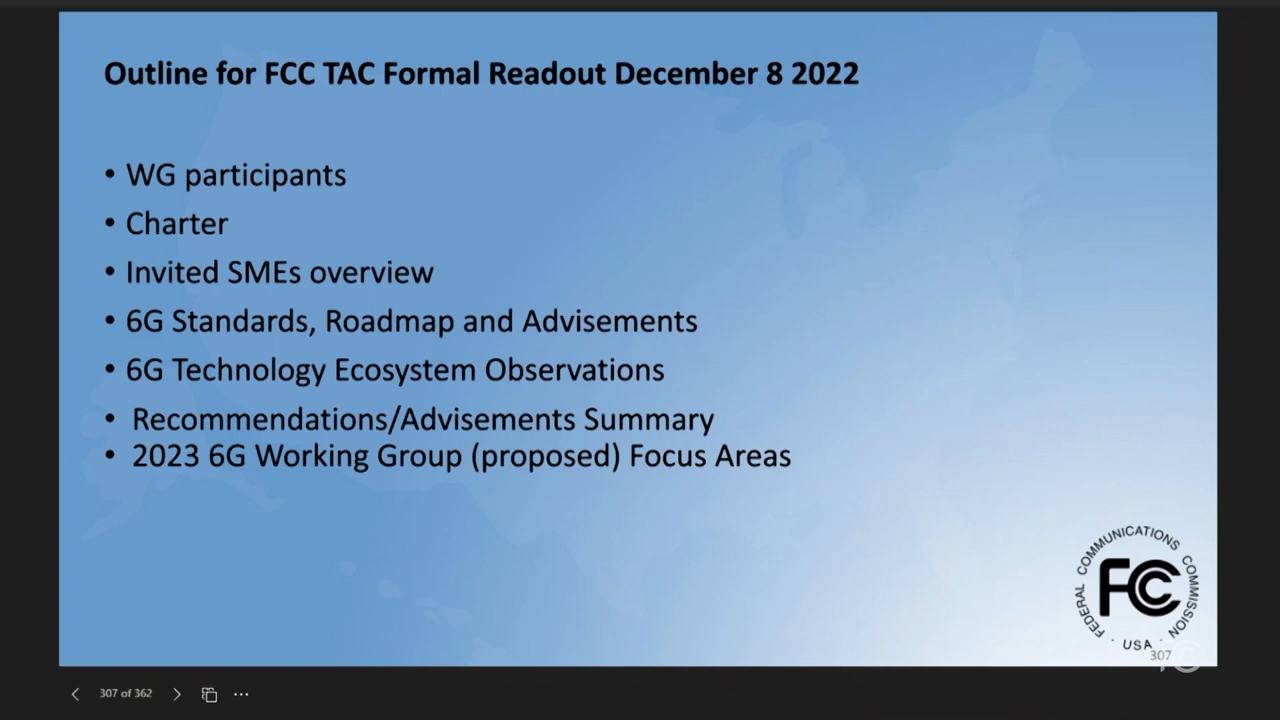 Outline for FCC TAC Formal Readout December 8 2022
• WG participants
• Charter
• Invited SMEs overview
• 6G Standards, Roadmap and Advisements
• 6G Technology Ecosystem Observations
• Recommendations/Advisements Summary
• 2023 6G Working Group (proposed) Focus Areas
FEDERAL COMMUNICATIONS COMMISSION · USA ·
FCC
307
307 of 362